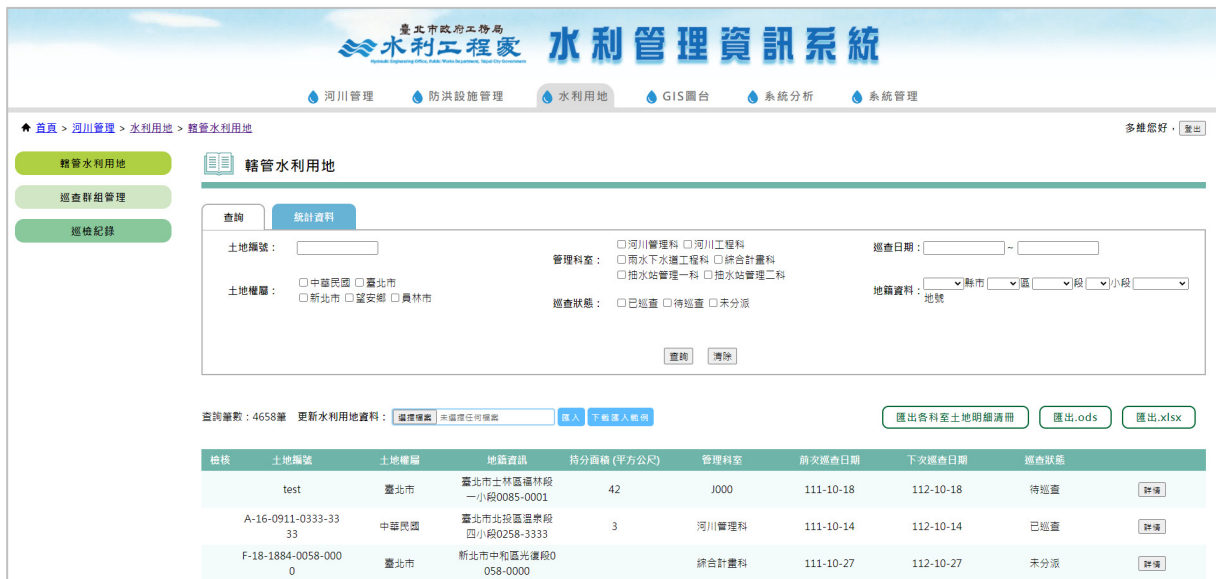 臺北市政府工務局
水利工程處 水利管理資訊系統
Hydraulic Engineering Office, Public Works Department, Taipei City Government
河川管理 防洪設施管理 水利用地 GIS圖台 系統分析 系統管理
首頁 > 河川管理 > 水利用地 > 轄管水利用地 多維您好, 登出
轄管水利用地
巡查群組管理
巡檢紀錄
轄管水利用地
查詢 統計資料
土地編號: 管理科室: 河川管理科 河川工程科 巡查日期: ~
雨水下水道工程科 綜合計畫科
抽水站管理一科 抽水站管理二科
土地權屬: 中華民國 臺北市
新北市 望安鄉 員林市
巡查狀態: 已巡查 待巡查 未分派
地籍資料: 縣市 區 段 小段
地號
查詢 清除
查詢筆數:4658筆 更新水利用地資料: 選擇檔案 未選擇任何檔案 匯入 下載匯入範例 匯出各科室土地明細清冊 匯出.ods 匯出.xlsx
檢核 土地編號 土地權屬 地籍資訊 持分面積 (平方公尺) 管理科室 前次巡查日期 下次巡查日期 巡查狀態
test 臺北市 臺北市士林區福林段
一小段0085-0001 42 J000 111-10-18 112-10-18 待巡查 詳情
A-16-0911-0333-33
33 中華民國 臺北市北投區溫泉段
四小段0258-3333 3 河川管理科 111-10-14 112-10-14 已巡查 詳情
F-18-1884-0058-000
0 臺北市 新北市中和區光復段0
058-0000 綜合計畫科 111-10-27 112-10-27 未分派 詳情